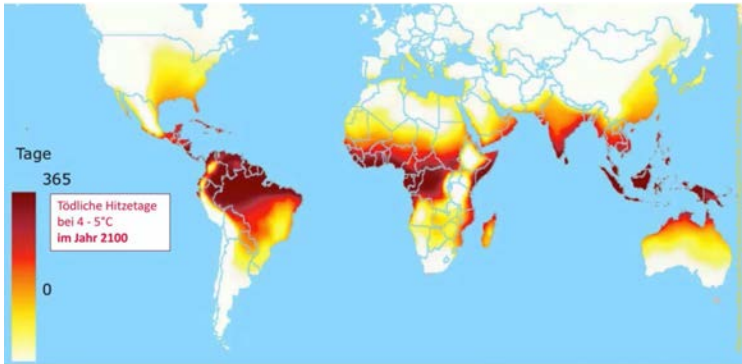 Tage
365
Tödliche Hitzetage
bei 4 - 5°C
im Jahr 2100
0